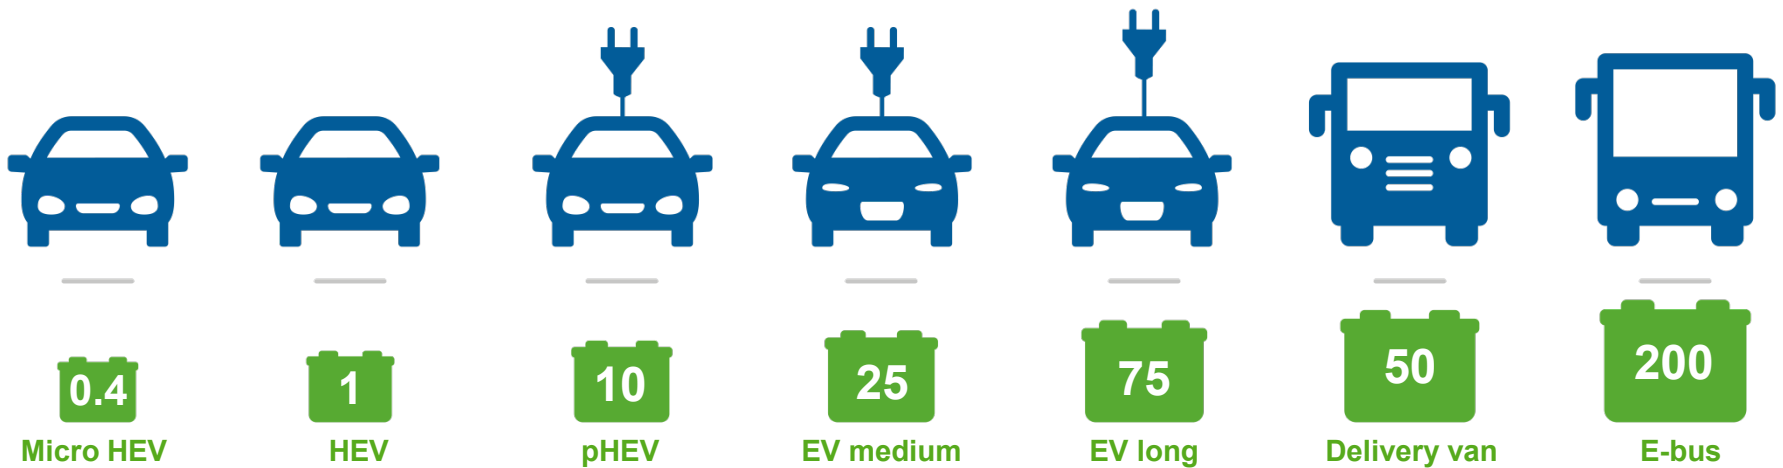 0.4 1 10 25 75 50 200
Micro HEV HEV pHEV EV medium EV long Delivery van E-bus